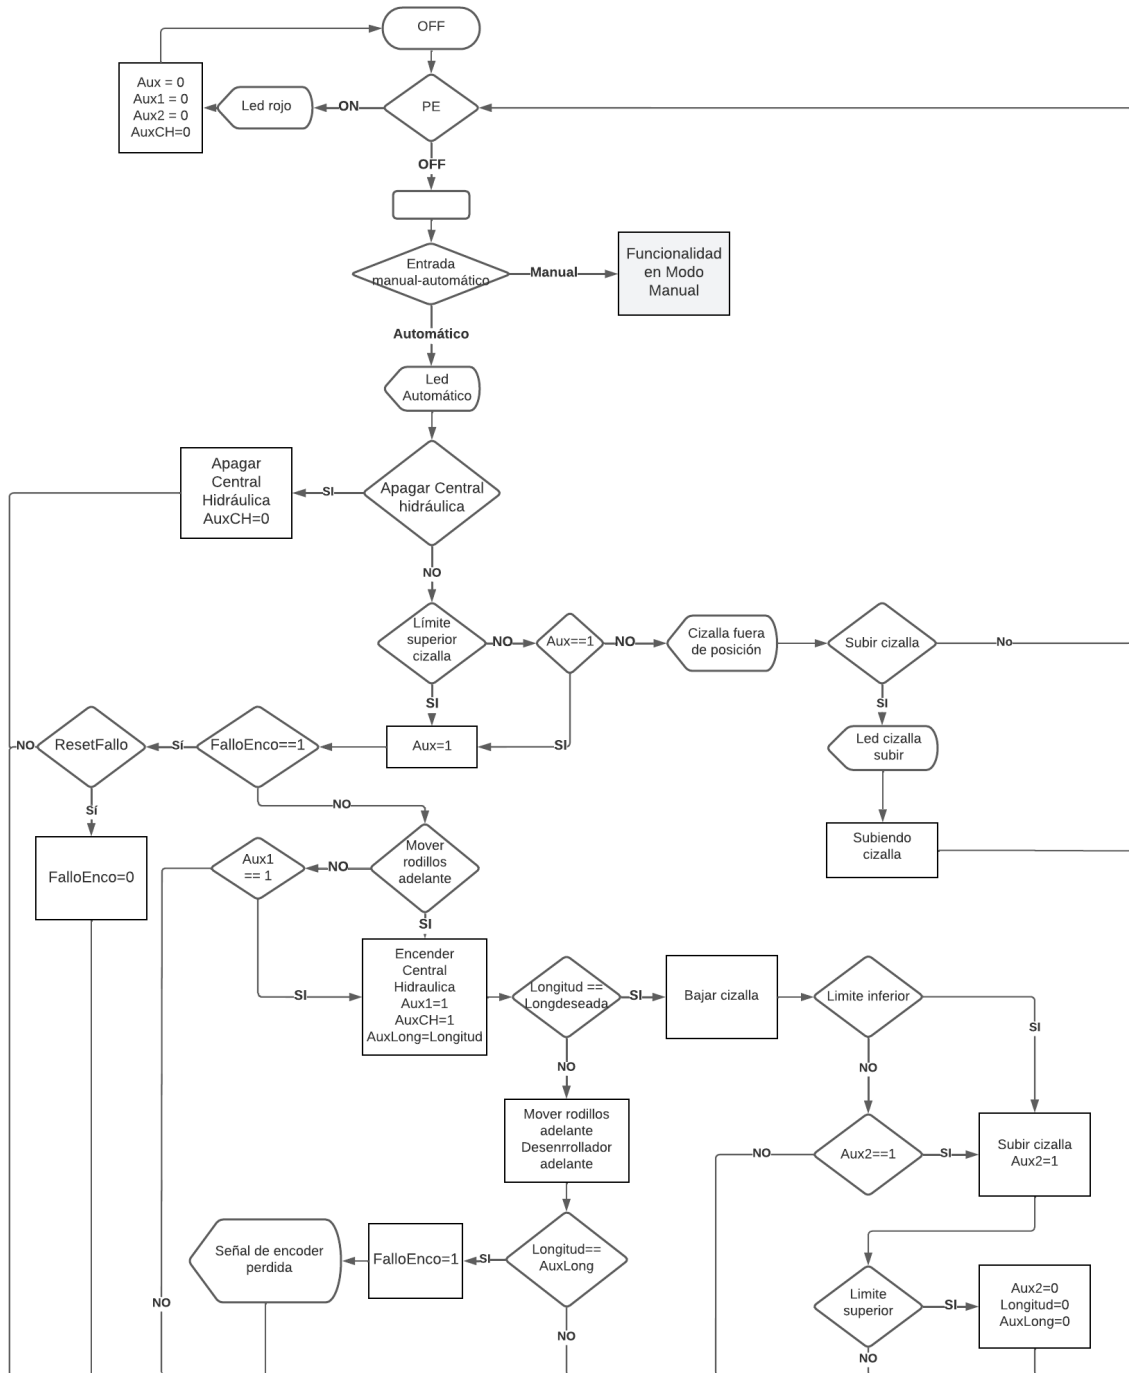 OFF
Aux = 0
Aux1 = 0
Aux2 = 0
AuxCH=0
Led rojo
ON
PE
OFF
Entrada
manual-automático
Manual
Funcionalidad
en Modo
Manual
Automático
Led
Automático
Apagar
Central
Hidráulica
AuxCH=0
SI
Apagar Central
hidráulica
NO
Límite
superior
cizalla
NO
Aux==1
NO
Cizalla fuera
de posición
Subir cizalla
No
SI
SI
Led cizalla
subir
NO
ResetFallo
Sí
FalloEnco==1
Aux=1
SI
Sí
NO
Subiendo
cizalla
FalloEnco=0
Aux1
== 1
NO
Mover
rodillos
adelante
SI
SI
Encender
Central
Hidraulica
Aux1=1
AuxCH=1
AuxLong=Longitud
Longitud ==
Longdeseada
SI
Bajar cizalla
Limite inferior
SI
NO
NO
Mover rodillos
adelante
Desenrrollador
adelante
NO
Aux2==1
SI
Subir cizalla
Aux2=1
Señal de encoder
perdida
FalloEnco=1
SI
Longitud==
AuxLong
Limite
superior
SI
Aux2=0
Longitud=0
AuxLong=0
NO
NO
NO